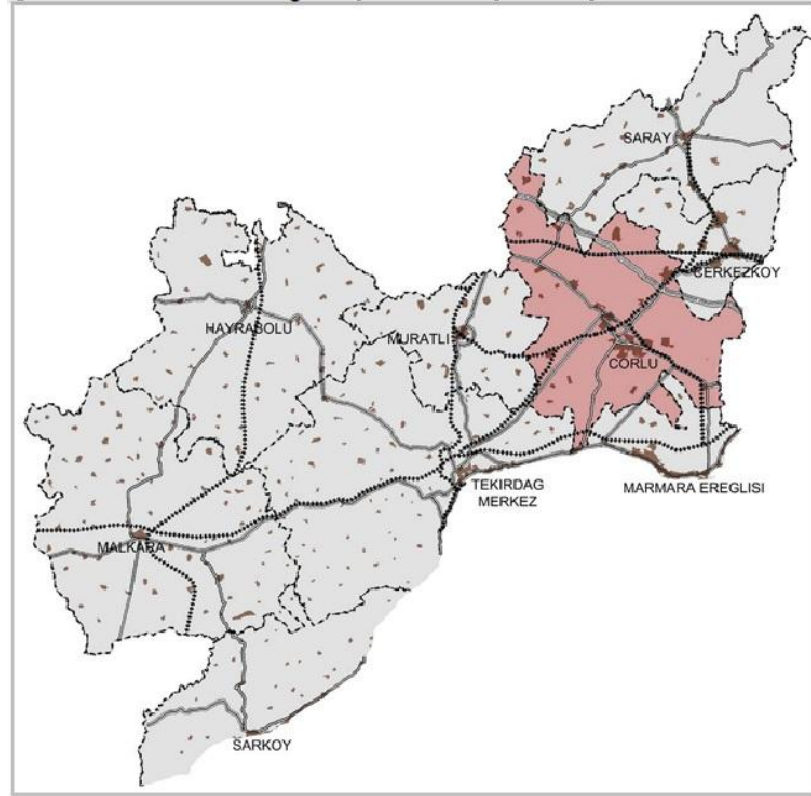 SARAY
CERKEZKOY
HAYRABOLU
MURATLI
CORLU
TEKIRDAG
MERKEZ
MARMARA EREGLISI
MALKARA
SARKOY